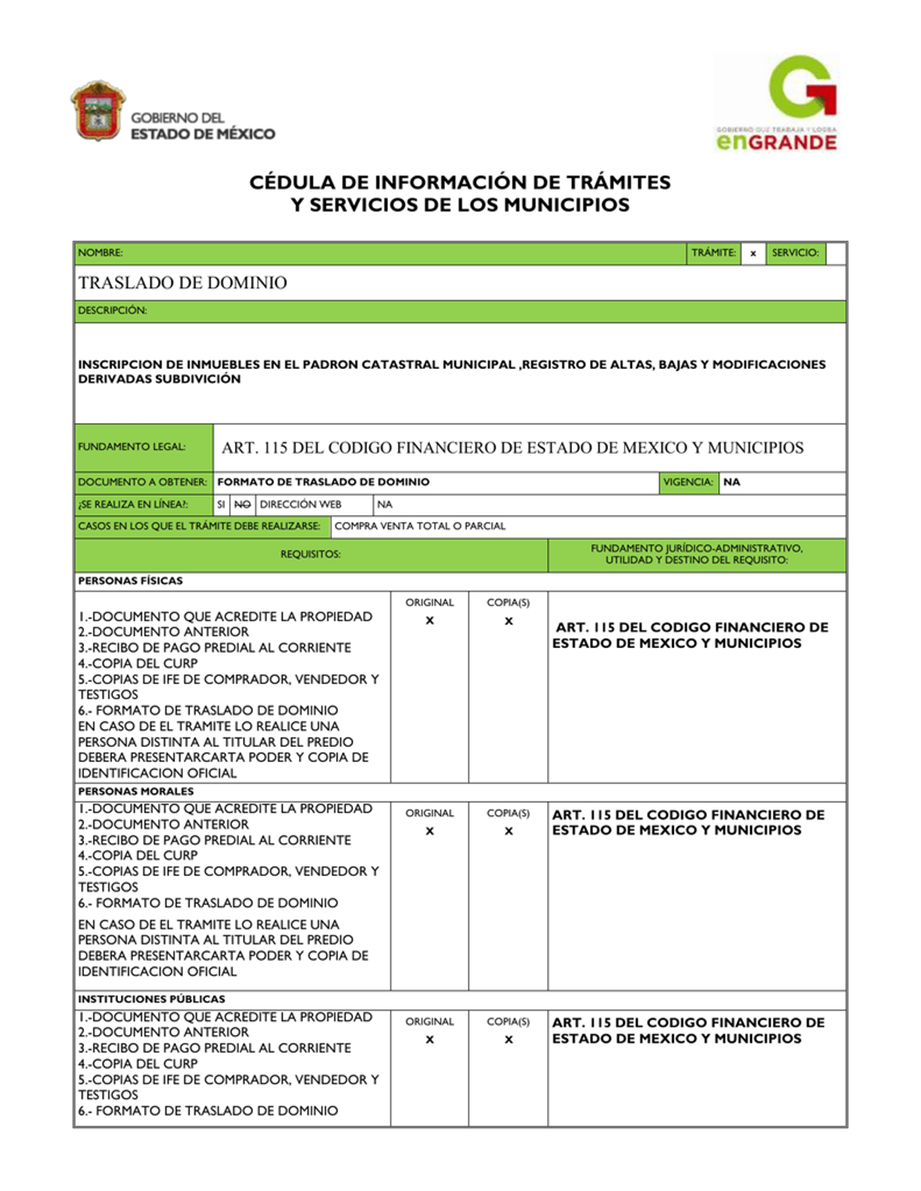 GOBIERNO DEL
ESTADO DE MÉXICO
GOBIERNO QUE TRABAJA Y LOGRA
enGRANDE
CÉDULA DE INFORMACIÓN DE TRÁMITES
Y SERVICIOS DE LOS MUNICIPIOS
NOMBRE: TRÁMITE: x SERVICIO:
TRASLADO DE DOMINIO
DESCRIPCIÓN:
INSCRIPCION DE INMUEBLES EN EL PADRON CATASTRAL MUNICIPAL ,REGISTRO DE ALTAS, BAJAS Y MODIFICACIONES
DERIVADAS SUBDIVICIÓN
FUNDAMENTO LEGAL: ART. 115 DEL CODIGO FINANCIERO DE ESTADO DE MEXICO Y MUNICIPIOS
DOCUMENTO A OBTENER: FORMATO DE TRASLADO DE DOMINIO VIGENCIA: NA
¿SE REALIZA EN LÍNEA?: SI NO DIRECCIÓN WEB NA
CASOS EN LOS QUE EL TRÁMITE DEBE REALIZARSE: COMPRA VENTA TOTAL O PARCIAL
REQUISITOS:
FUNDAMENTO JURÍDICO-ADMINISTRATIVO,
UTILIDAD Y DESTINO DEL REQUISITO:
PERSONAS FÍSICAS
1.-DOCUMENTO QUE ACREDITE LA PROPIEDAD
2.-DOCUMENTO ANTERIOR
3.-RECIBO DE PAGO PREDIAL AL CORRIENTE
4.-COPIA DEL CURP
5.-COPIAS DE IFE DE COMPRADOR, VENDEDOR Y
TESTIGOS
6.- FORMATO DE TRASLADO DE DOMINIO
EN CASO DE EL TRAMITE LO REALICE UNA
PERSONA DISTINTA AL TITULAR DEL PREDIO
DEBERA PRESENTARCARTA PODER Y COPIA DE
IDENTIFICACION OFICIAL
ORIGINAL
x
COPIA(S)
x
ART. 115 DEL CODIGO FINANCIERO DE
ESTADO DE MEXICO Y MUNICIPIOS
PERSONAS MORALES
1.-DOCUMENTO QUE ACREDITE LA PROPIEDAD
2.-DOCUMENTO ANTERIOR
3.-RECIBO DE PAGO PREDIAL AL CORRIENTE
4.-COPIA DEL CURP
5.-COPIAS DE IFE DE COMPRADOR, VENDEDOR Y
TESTIGOS
6.- FORMATO DE TRASLADO DE DOMINIO
EN CASO DE EL TRAMITE LO REALICE UNA
PERSONA DISTINTA AL TITULAR DEL PREDIO
DEBERA PRESENTARCARTA PODER Y COPIA DE
IDENTIFICACION OFICIAL
ORIGINAL
x
COPIA(S)
x
ART. 115 DEL CODIGO FINANCIERO DE
ESTADO DE MEXICO Y MUNICIPIOS
INSTITUCIONES PÚBLICAS
1.-DOCUMENTO QUE ACREDITE LA PROPIEDAD
2.-DOCUMENTO ANTERIOR
3.-RECIBO DE PAGO PREDIAL AL CORRIENTE
4.-COPIA DEL CURP
5.-COPIAS DE IFE DE COMPRADOR, VENDEDOR Y
TESTIGOS
6.- FORMATO DE TRASLADO DE DOMINIO
ORIGINAL
x
COPIA(S)
x
ART. 115 DEL CODIGO FINANCIERO DE
ESTADO DE MEXICO Y MUNICIPIOS